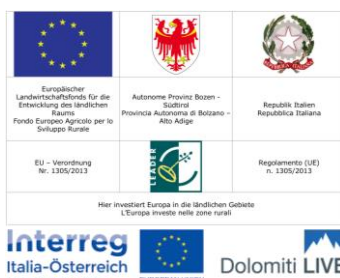 Europäischer
Landwirtschaftsfonds für die
Entwicklung des ländlichen
Raums
Fondo Europeo Agricolo per lo
Sviluppo Rurale
Autonome Provinz Bozen -
Südtirol
Provincia Autonoma di Bolzano –
Alto Adige
Republik Italien
Repubblica Italiana
EU – Verordnung
Nr. 1305/2013
LEADER
Regolamento (UE)
n. 1305/2013
Hier investiert Europa in die ländlichen Gebiete
L'Europa investe nelle zone rurali
Interreg
Italia-Österreich
Dolomiti LIVE